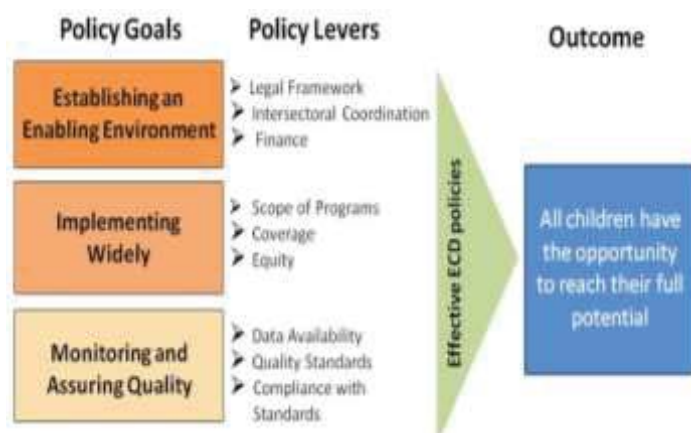 Policy Goals
Policy Levers
Outcome
Establishing an
Enabling Environment
Legal Framework
Intersectoral Coordination
Finance
Implementing
Widely
Scope of Programs
Coverage
Equity
Monitoring and
Assuring Quality
Data Availability
Quality Standards
Compliance with
Standards
Effective ECD policies
All children have
the opportunity
to reach their full
potential